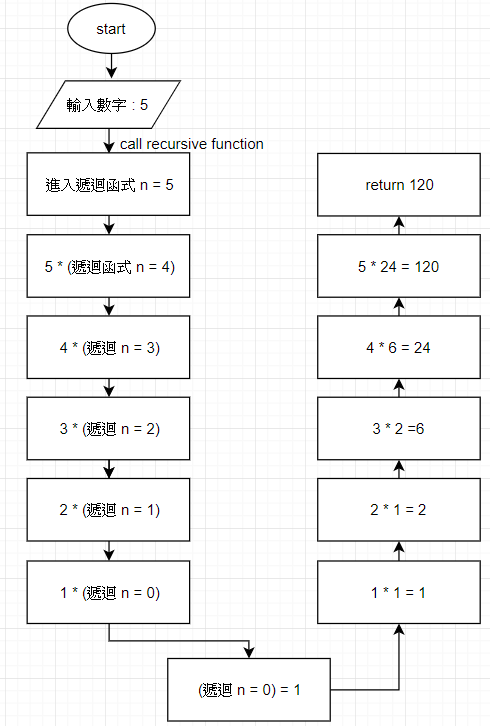 start
輸入數字 : 5
call recursive function
進入遞迴函式 n = 5
5 * (遞迴函式 n = 4)
4 * (遞迴 n = 3)
3 * (遞迴 n = 2)
2 * (遞迴 n = 1)
1 * (遞迴 n = 0)
(遞迴 n = 0) = 1
1 * 1 = 1
2 * 1 = 2
3 * 2 =6
4 * 6 = 24
5 * 24 = 120
return 120